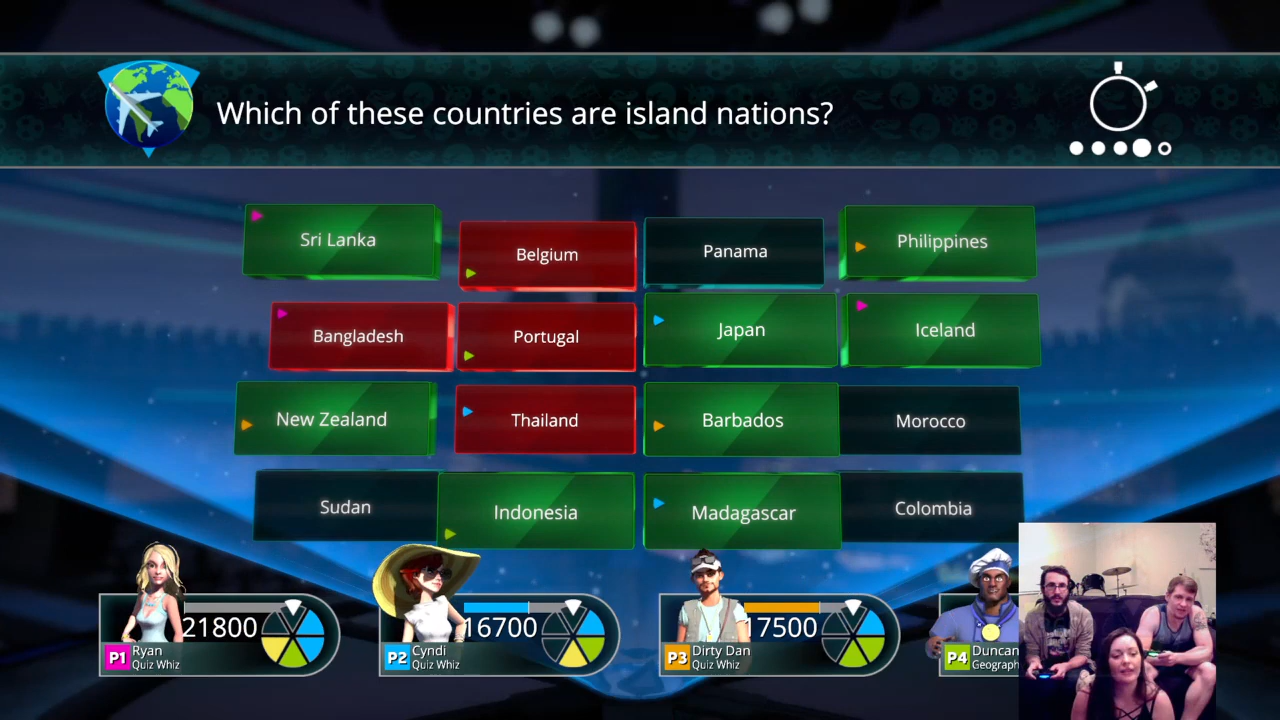 Which of these countries are island nations?
Sri Lanka
Belgium
Panama
Philippines
Bangladesh
Portugal
Japan
Iceland
New Zealand
Thailand
Barbados
Morocco
Sudan
Indonesia
Madagascar
Colombia
21800
P1 Ryan
Quiz Whiz
16700
P2 Cyndi
Quiz Whiz
17500
P3 Dirty Dan
Quiz Whiz
P4 Duncan
Geograph